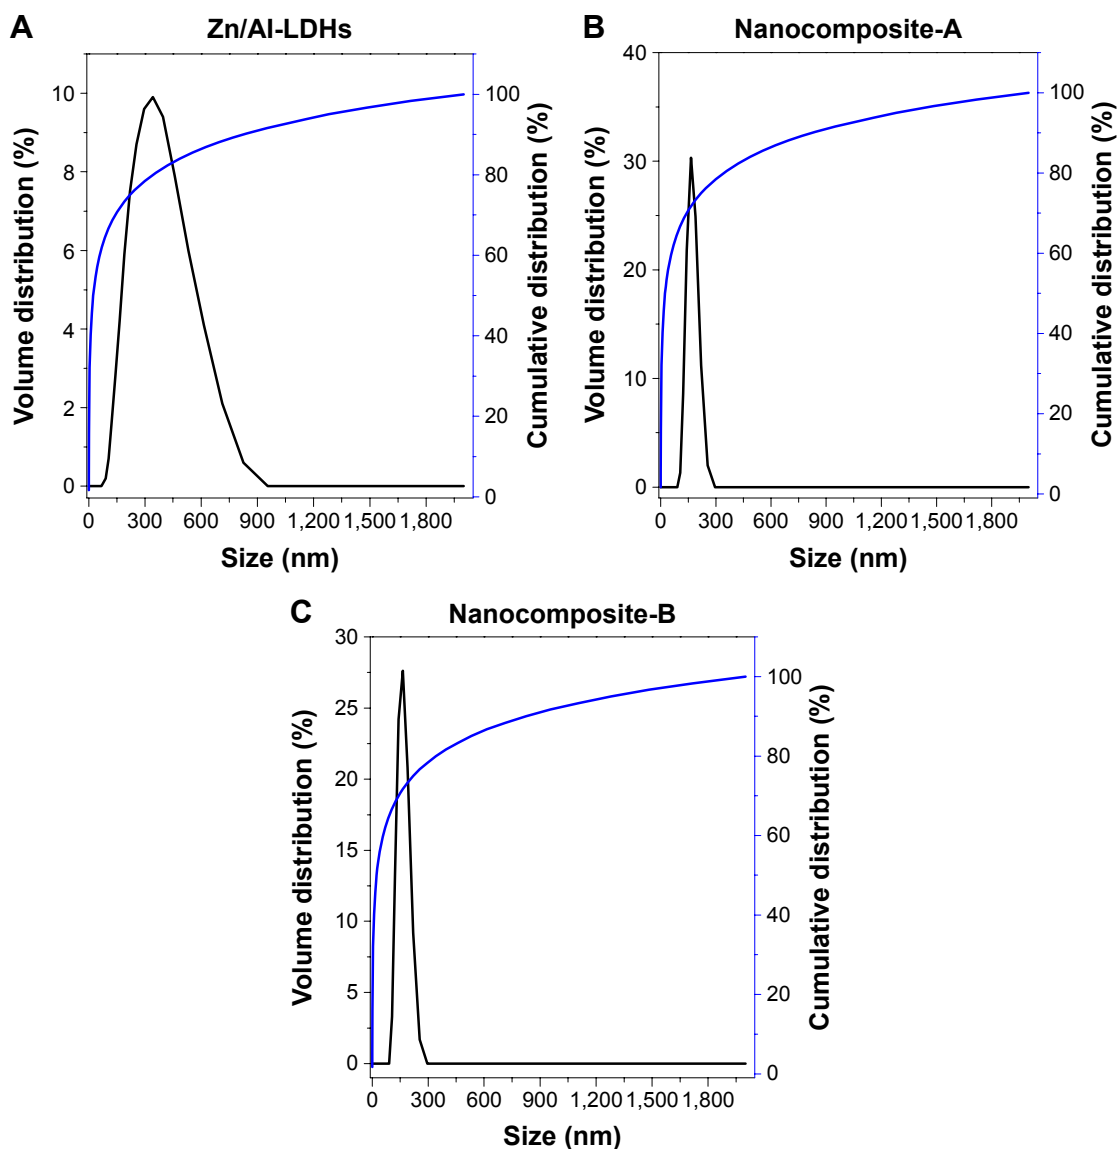 A
Zn/Al-LDHs
Volume distribution (%)
10
8
6
4
2
0
100
80
60
40
20
0
Cumulative distribution (%)
0 300 600 900 1,200 1,500 1,800
Size (nm)
B
Nanocomposite-A
Volume distribution (%)
40
30
20
10
0
100
80
60
40
20
0
Cumulative distribution (%)
0 300 600 900 1,200 1,500 1,800
Size (nm)
C
Nanocomposite-B
Volume distribution (%)
30
25
20
15
10
5
0
100
80
60
40
20
0
Cumulative distribution (%)
0 300 600 900 1,200 1,500 1,800
Size (nm)